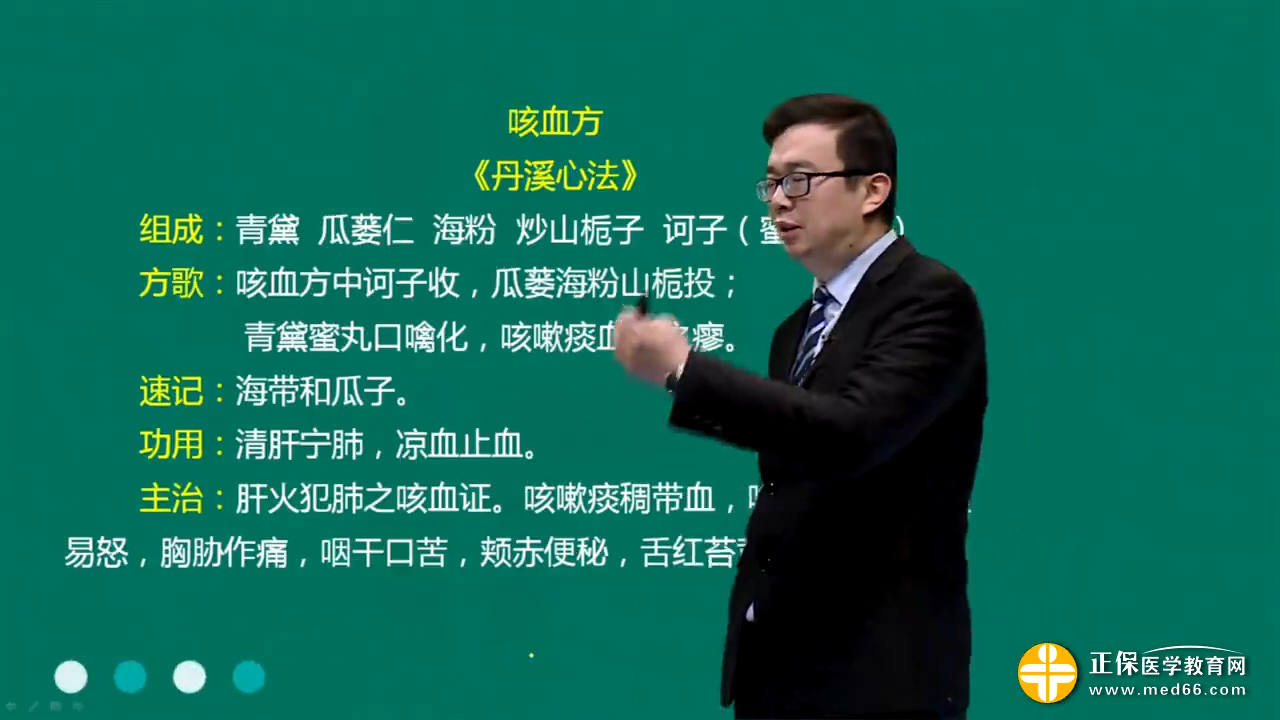 咳血方
《丹溪心法》
组成：青黛 瓜蒌仁 海粉 炒山栀子 诃子（蜜
方歌：咳血方中诃子收，瓜蒌海粉山栀投；
青黛蜜丸口噙化，咳嗽痰血 瘳。
速记：海带和瓜子。
功用：清肝宁肺，凉血止血。
主治：肝火犯肺之咳血证。咳嗽痰稠带血，
易怒，胸胁作痛，咽干口苦，颊赤便秘，舌红苔
正保医学教育网
www.med66.com